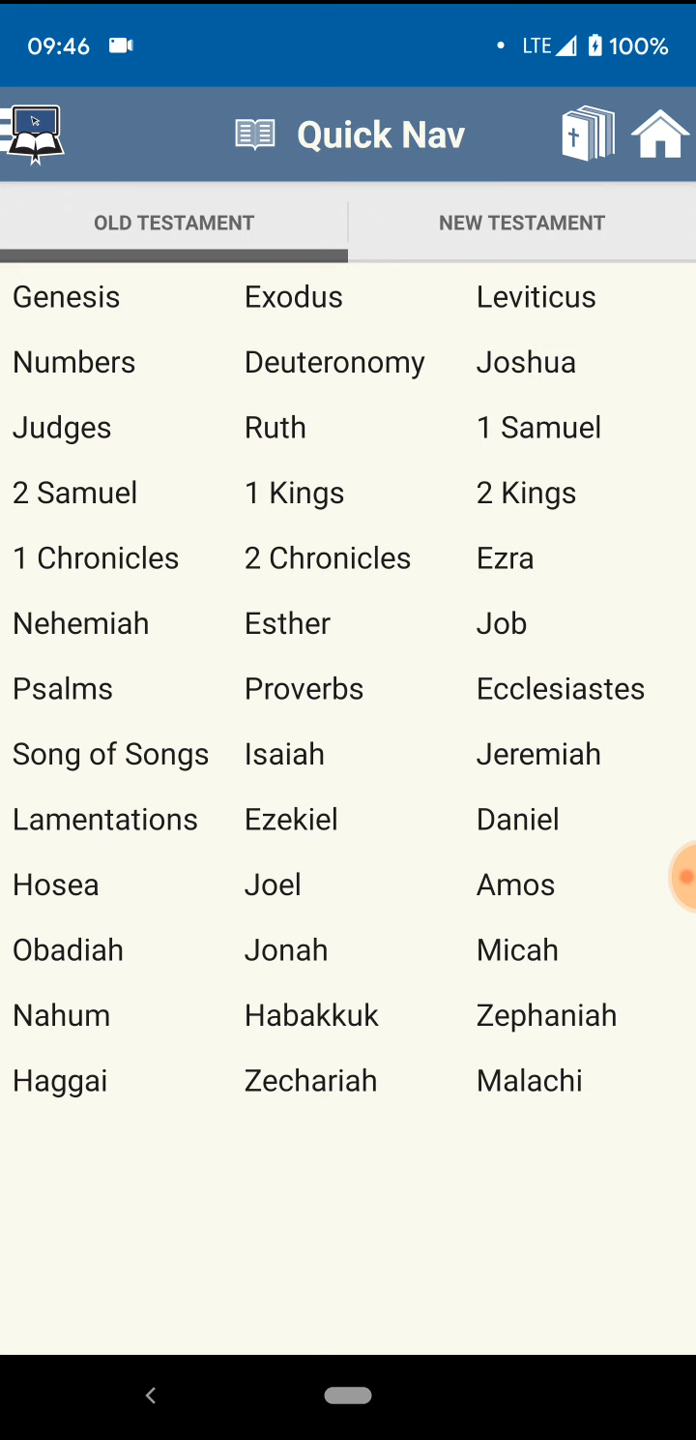 09:46 LTE 100%
Quick Nav
OLD TESTAMENT NEW TESTAMENT
Genesis Exodus Leviticus
Numbers Deuteronomy Joshua
Judges Ruth 1 Samuel
2 Samuel 1 Kings 2 Kings
1 Chronicles 2 Chronicles Ezra
Nehemiah Esther Job
Psalms Proverbs Ecclesiastes
Song of Songs Isaiah Jeremiah
Lamentations Ezekiel Daniel
Hosea Joel Amos
Obadiah Jonah Micah
Nahum Habakkuk Zephaniah
Haggai Zechariah Malachi